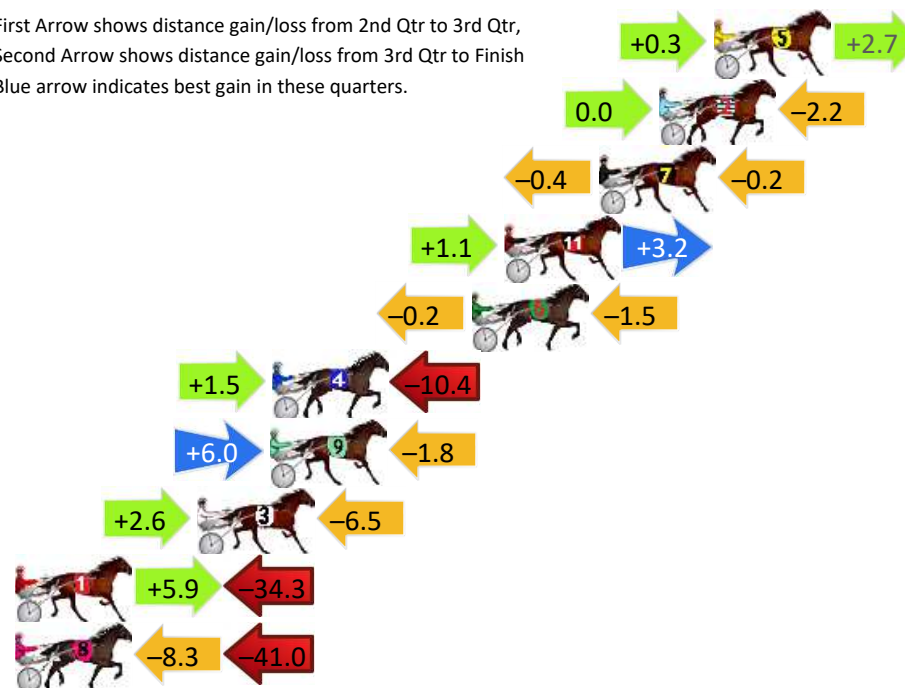 First Arrow shows distance gain/loss from 2nd Qtr to 3rd Qtr,
Second Arrow shows distance gain/loss from 3rd Qtr to Finish
Blue arrow indicates best gain in these quarters.
+0.3 5 +2.7
0.0 2 –2.2
–0.4 7 –0.2
+1.1 11 +3.2
–0.2 –1.5
+1.5 4 –10.4
+6.0 9 –1.8
+2.6 3 –6.5
1 +5.9 –34.3
8 –8.3 –41.0